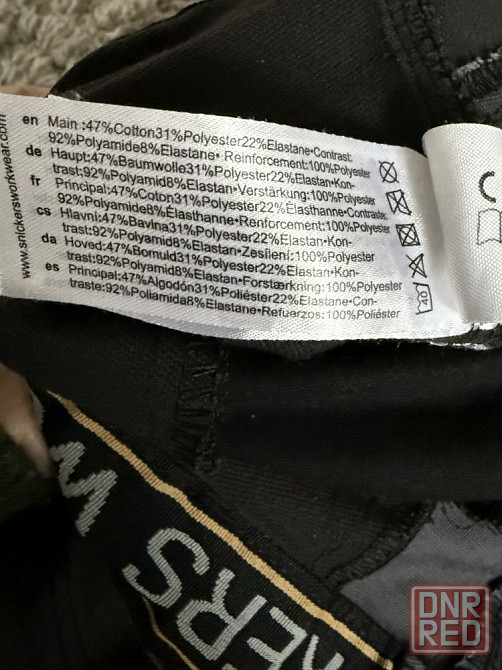 www.snickersworkwear.com
en Main :47%Cotton31%Polyester22%Elastane•Contrast:
92%Polyamide8%Elastane• Reinforcement:100%Polyester
de Haupt:47%Baumwolle31%Polyester22%Elastan•Kon-
trast:92%Polyamid8%Elastan•Verstärkung:100%Polyester
fr Principal:47%Coton31%Polyester22%Élasthanne•Contraste:
92%Polyamide8%Élasthanne•Renforcement:100%Polyester
cs Hlavní:47%Bavlna31%Polyester22%Elastan•Kon-
trast:92%Polyamid8%Elastan•Zesílení:100%Polyester
da Hoved:47%Bomuld31%Polyester22%Elastan•Kon-
trast:92%Polyamid8%Elastan•Forstærkning:100%Polyester
es Principal:47%Algodón31%Poliéster22%Elastane•Con-
traste:92%Poliamida8%Elastane•Refuerzos:100%Poliéster
40
KERS W
DNR
RED